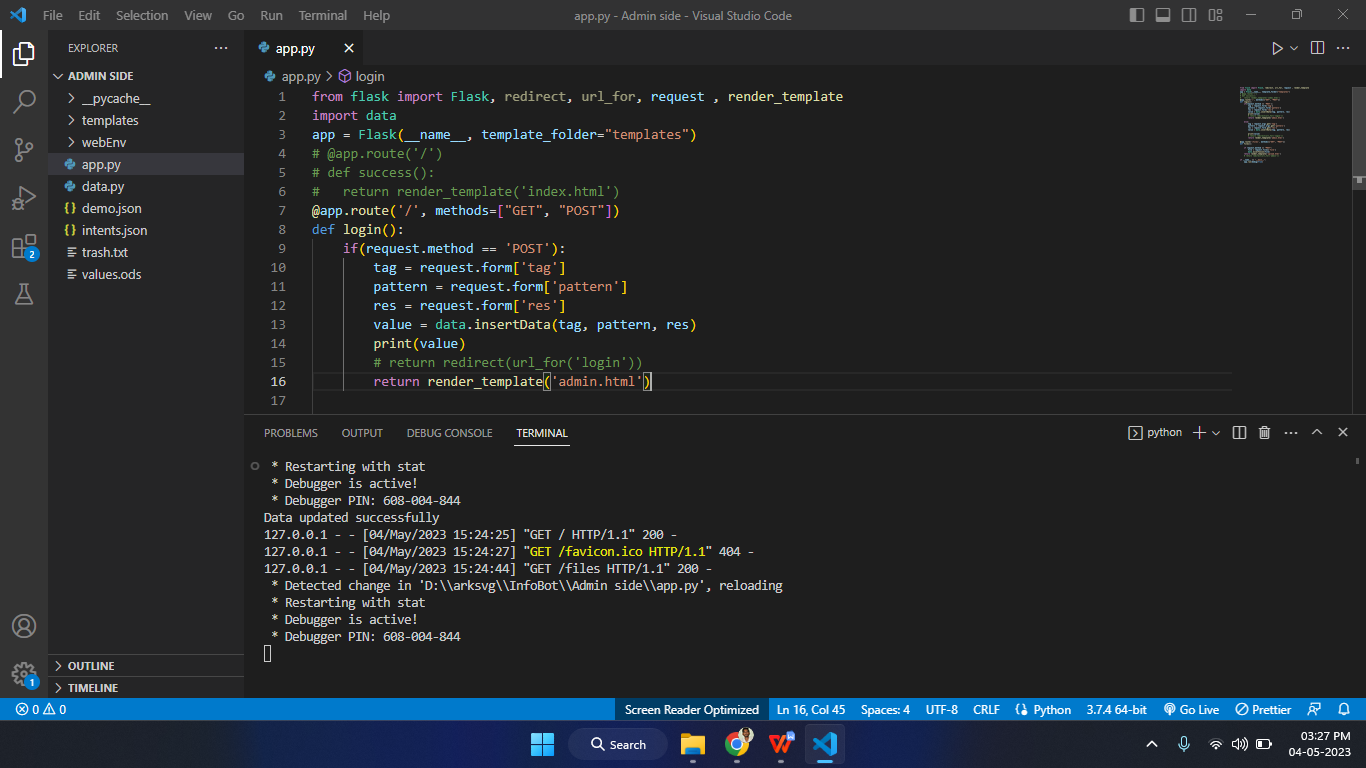 File Edit Selection View Go Run Terminal Help
app.py - Admin side - Visual Studio Code
EXPLORER
ADMIN SIDE
__pycache__
templates
webEnv
app.py
data.py
demo.json
intents.json
trash.txt
values.ods
OUTLINE
TIMELINE
2
1
app.py
app.py > login
1 from flask import Flask, redirect, url_for, request , render_template
2 import data
3 app = Flask(__name__, template_folder="templates")
4 # @app.route('/')
5 # def success():
6 #   return render_template('index.html')
7 @app.route('/', methods=["GET", "POST"])
8 def login():
9     if(request.method == 'POST'):
10         tag = request.form['tag']
11         pattern = request.form['pattern']
12         res = request.form['res']
13         value = data.insertData(tag, pattern, res)
14         print(value)
15         # return redirect(url_for('login'))
16         return render_template('admin.html')
17
PROBLEMS OUTPUT DEBUG CONSOLE TERMINAL
python
* Restarting with stat
* Debugger is active!
* Debugger PIN: 608-004-844
Data updated successfully
127.0.0.1 - - [04/May/2023 15:24:25] "GET / HTTP/1.1" 200 -
127.0.0.1 - - [04/May/2023 15:24:27] "GET /favicon.ico HTTP/1.1" 404 -
127.0.0.1 - - [04/May/2023 15:24:44] "GET /files HTTP/1.1" 200 -
* Detected change in 'D:\\arksvg\\InfoBot\\Admin side\\app.py', reloading
* Restarting with stat
* Debugger is active!
* Debugger PIN: 608-004-844
0 0 Screen Reader Optimized Ln 16, Col 45 Spaces: 4 UTF-8 CRLF Python 3.7.4 64-bit Go Live Prettier
Search
03:27 PM
04-05-2023